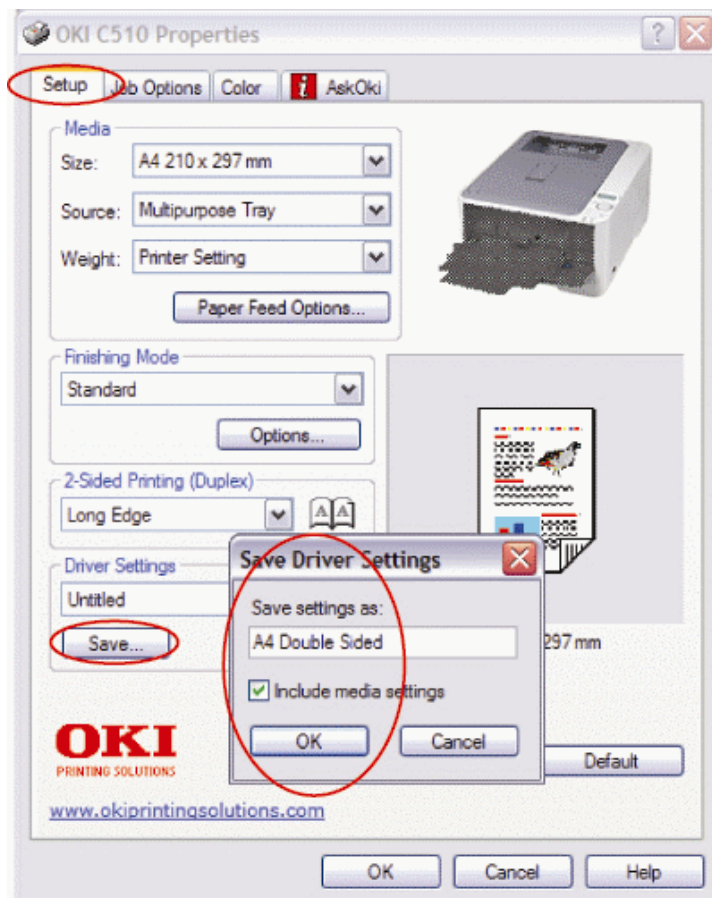 OKI C510 Properties
Setup Job Options Color i AskOki
Media
Size: A4 210 x 297 mm
Source: Multipurpose Tray
Weight: Printer Setting
Paper Feed Options...
Finishing Mode
Standard
Options...
2-Sided Printing (Duplex)
Long Edge
A A
Driver Settings
Untitled
Save...
Save Driver Settings
Save settings as:
A4 Double Sided
Include media settings
OK Cancel
297 mm
OKI
PRINTING SOLUTIONS
Default
www.okiprintingsolutions.com
OK Cancel Help